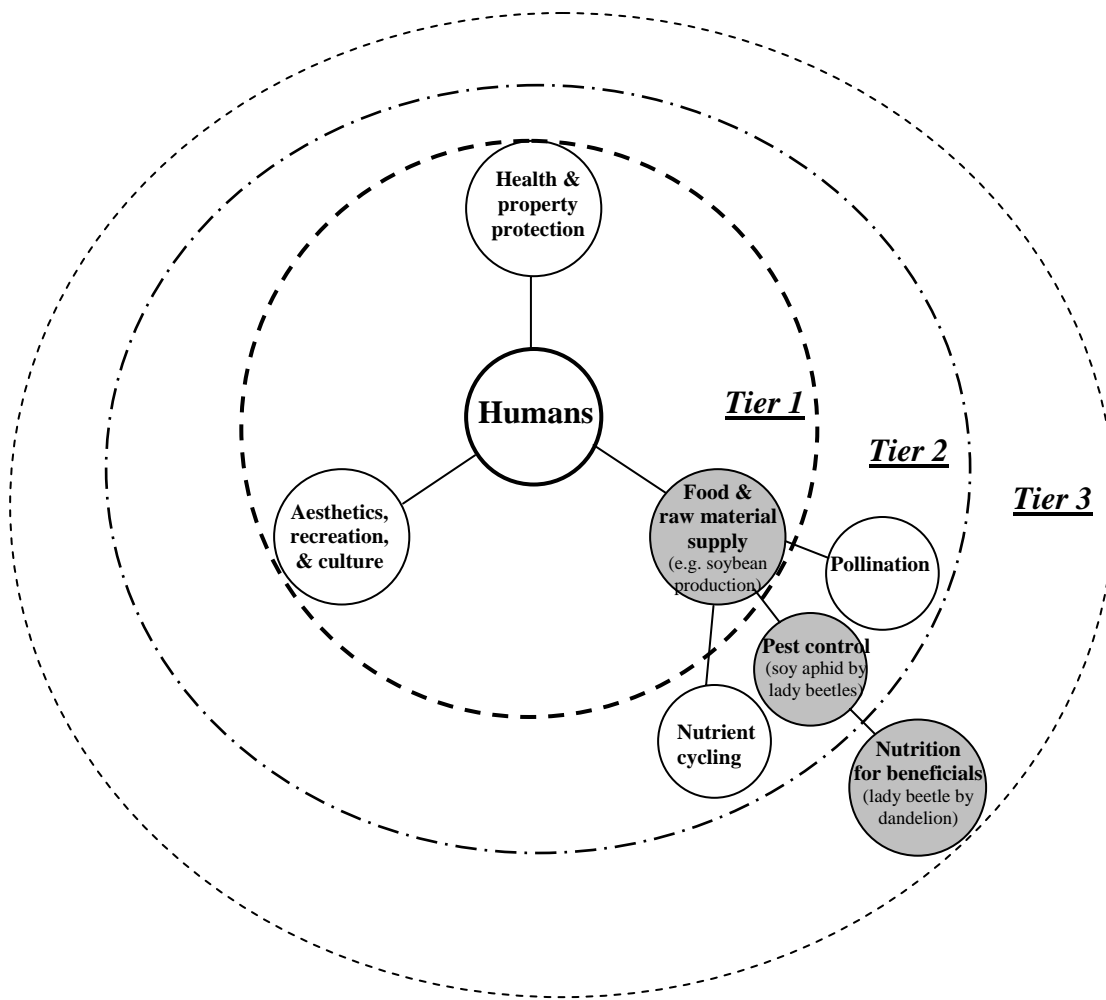 Health &
property
protection
Humans
Tier 1
Tier 2
Tier 3
Aesthetics,
recreation,
& culture
Food &
raw material
supply
(e.g. soybean
production)
Pollination
Pest control
(soy aphid by
lady beetles)
Nutrient
cycling
Nutrition
for beneficials
(lady beetle by
dandelion)